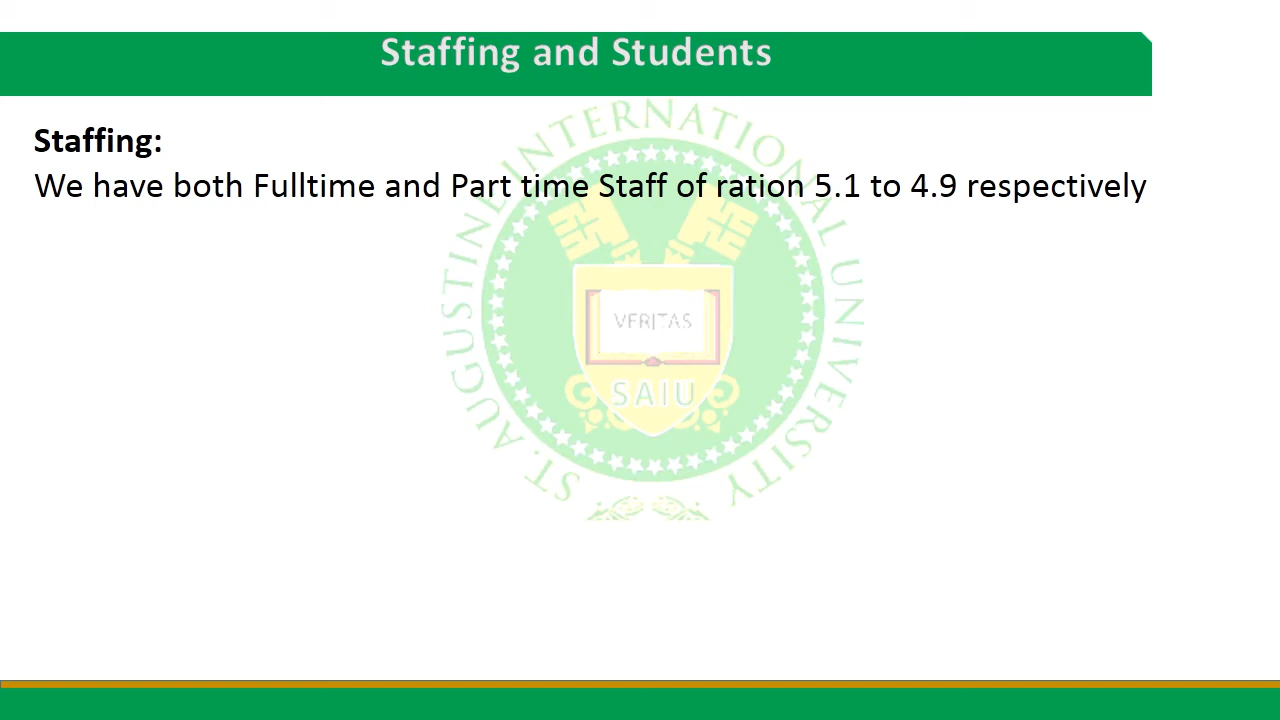 Staffing and Students
Staffing:
We have both Fulltime and Part time Staff of ration 5.1 to 4.9 respectively
ST. AUGUSTINE INTERNATIONAL UNIVERSITY
VERITAS
SAIU